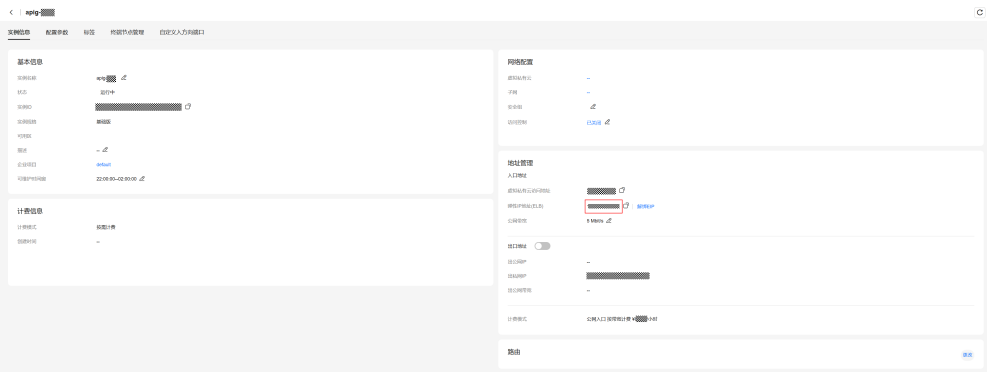 apig-
实例信息 配置参数 标签 终端节点管理 自定义入方向端口
基本信息
实例名称 apig-
状态 运行中
实例ID
实例规格 基础版
可用区
描述 --
企业项目 default
可维护时间窗 22:00:00--02:00:00
计费信息
计费模式 按需计费
创建时间 --
网络配置
虚拟私有云 --
子网 --
安全组
访问控制 已关闭
地址管理
入口地址
虚拟私有云访问地址
弹性IP地址(ELB) 解绑EIP
公网带宽 5 Mbit/s
出口地址
出公网IP --
出私网IP
出公网带宽 --
计费模式 公网入口 按带宽计费 ¥ /小时
路由
更改